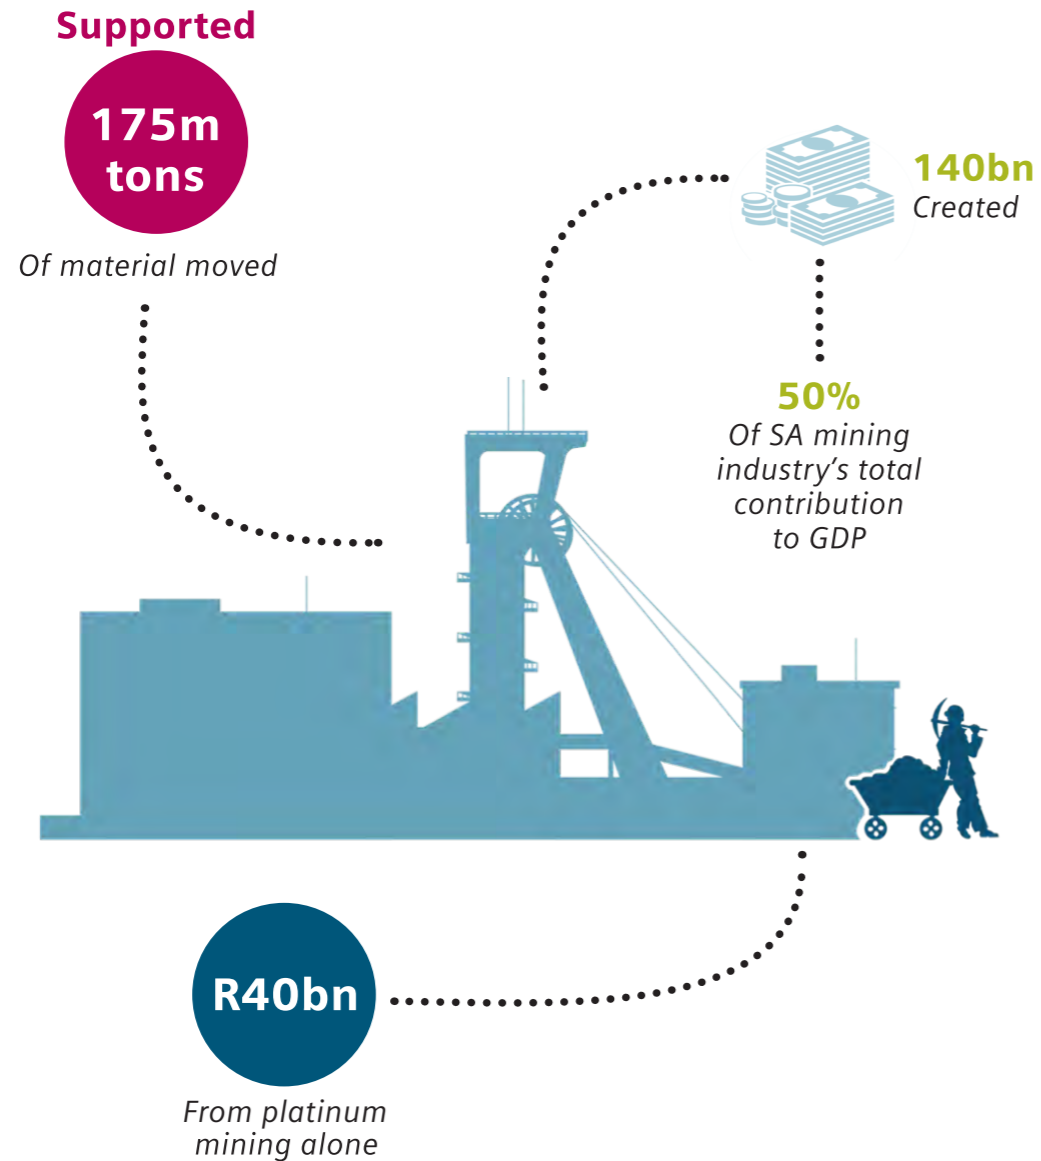 Supported
175m
tons
Of material moved
140bn
Created
50%
Of SA mining
industry’s total
contribution
to GDP
R40bn
From platinum
mining alone